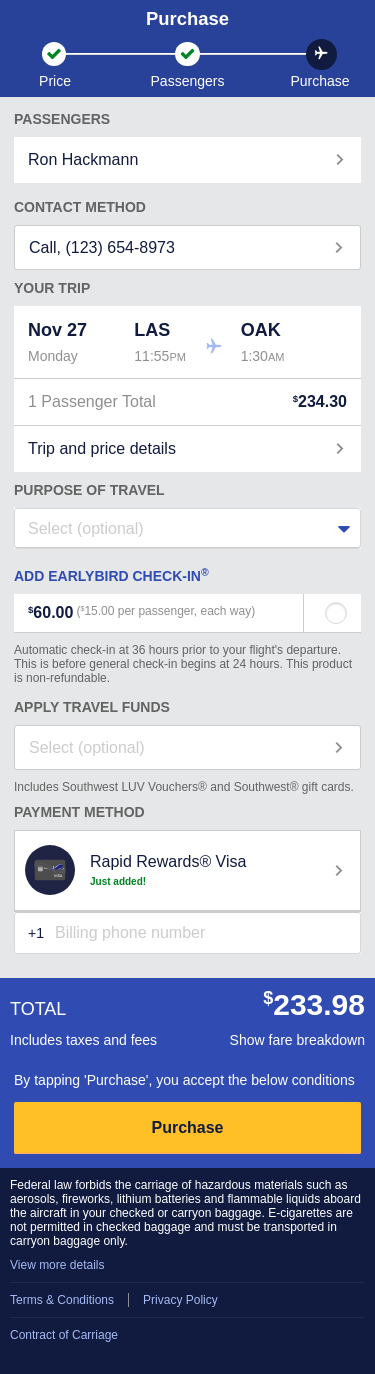 Purchase
Price Passengers Purchase
PASSENGERS
Ron Hackmann
CONTACT METHOD
Call, (123) 654-8973
YOUR TRIP
Nov 27 LAS OAK
Monday 11:55PM 1:30AM
1 Passenger Total $234.30
Trip and price details
PURPOSE OF TRAVEL
Select (optional)
ADD EARLYBIRD CHECK-IN®
$60.00 ($15.00 per passenger, each way)
Automatic check-in at 36 hours prior to your flight's departure.
This is before general check-in begins at 24 hours. This product
is non-refundable.
APPLY TRAVEL FUNDS
Select (optional)
Includes Southwest LUV Vouchers® and Southwest® gift cards.
PAYMENT METHOD
Rapid Rewards® Visa
Just added!
+1 Billing phone number
TOTAL $233.98
Includes taxes and fees Show fare breakdown
By tapping 'Purchase', you accept the below conditions
Purchase
Federal law forbids the carriage of hazardous materials such as
aerosols, fireworks, lithium batteries and flammable liquids aboard
the aircraft in your checked or carryon baggage. E-cigarettes are
not permitted in checked baggage and must be transported in
carryon baggage only.
View more details
Terms & Conditions Privacy Policy
Contract of Carriage